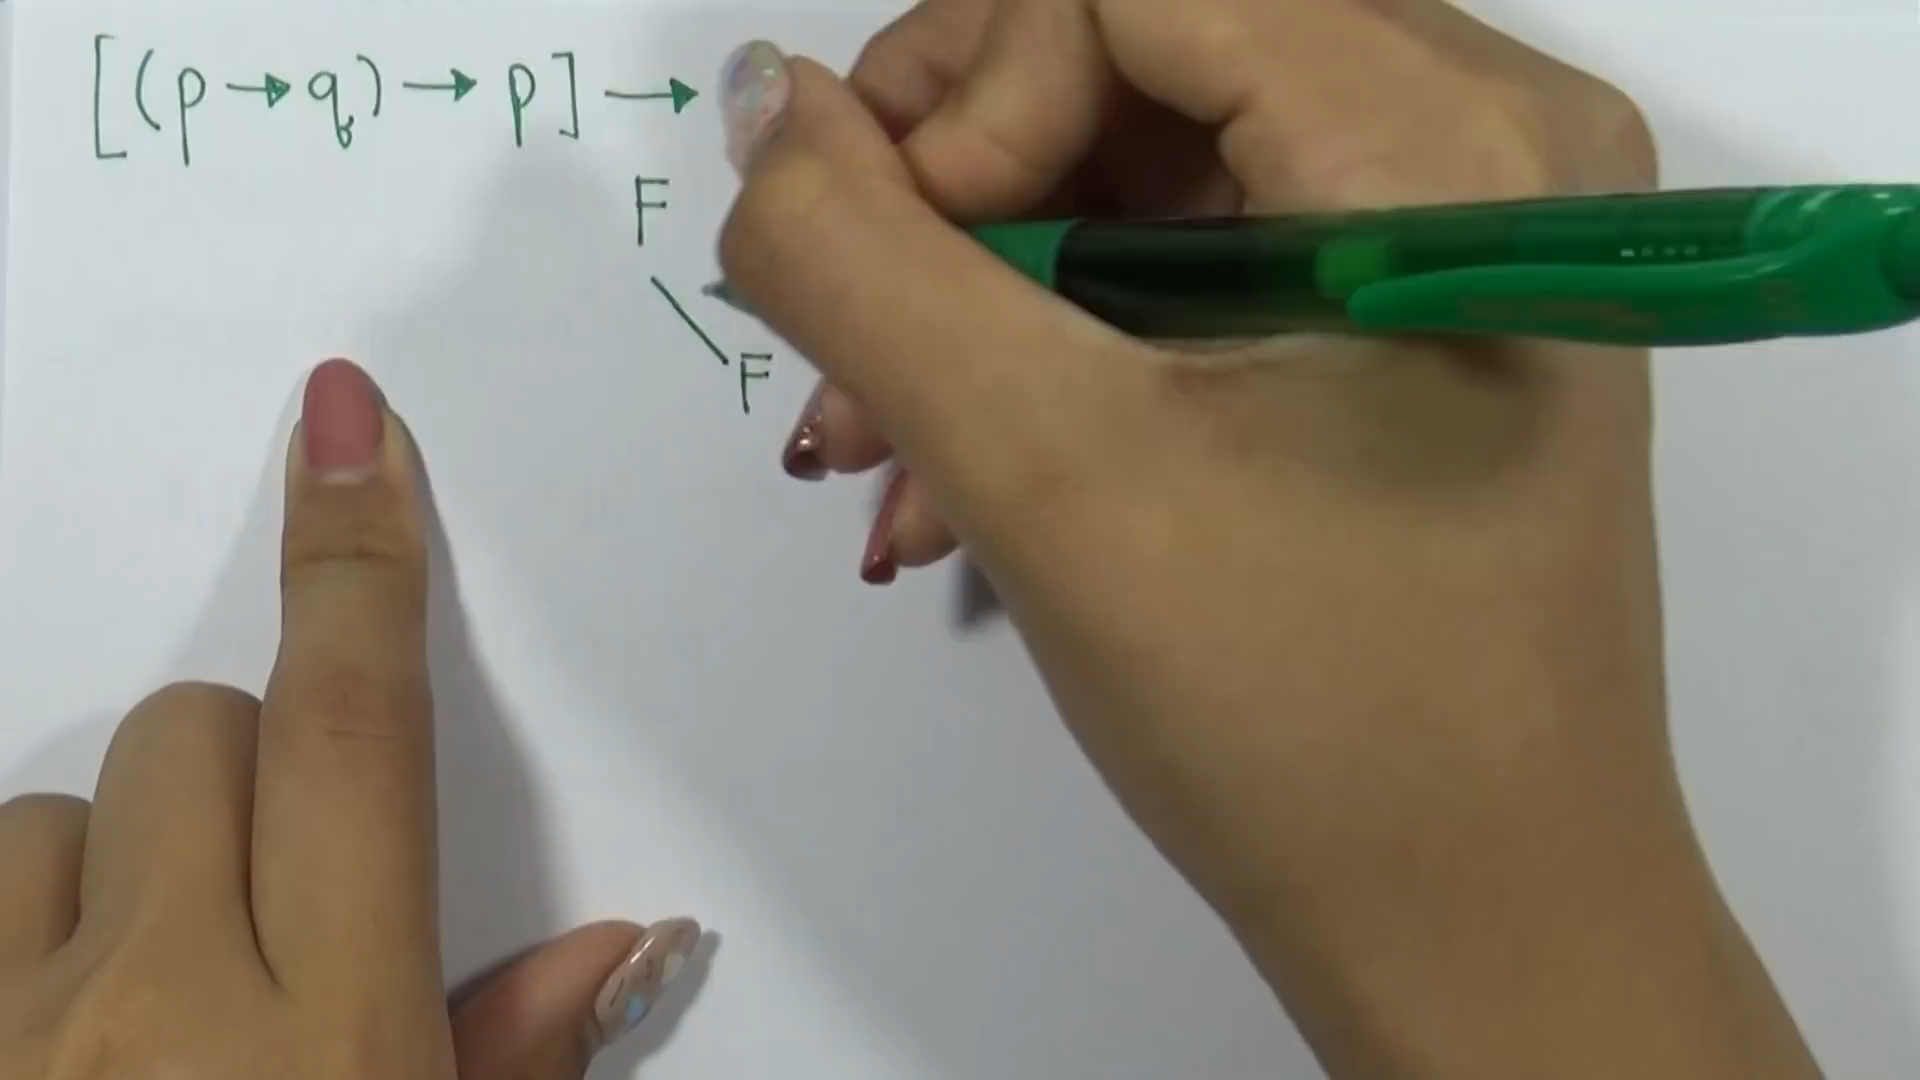 [(p → q) → p] →
F
F